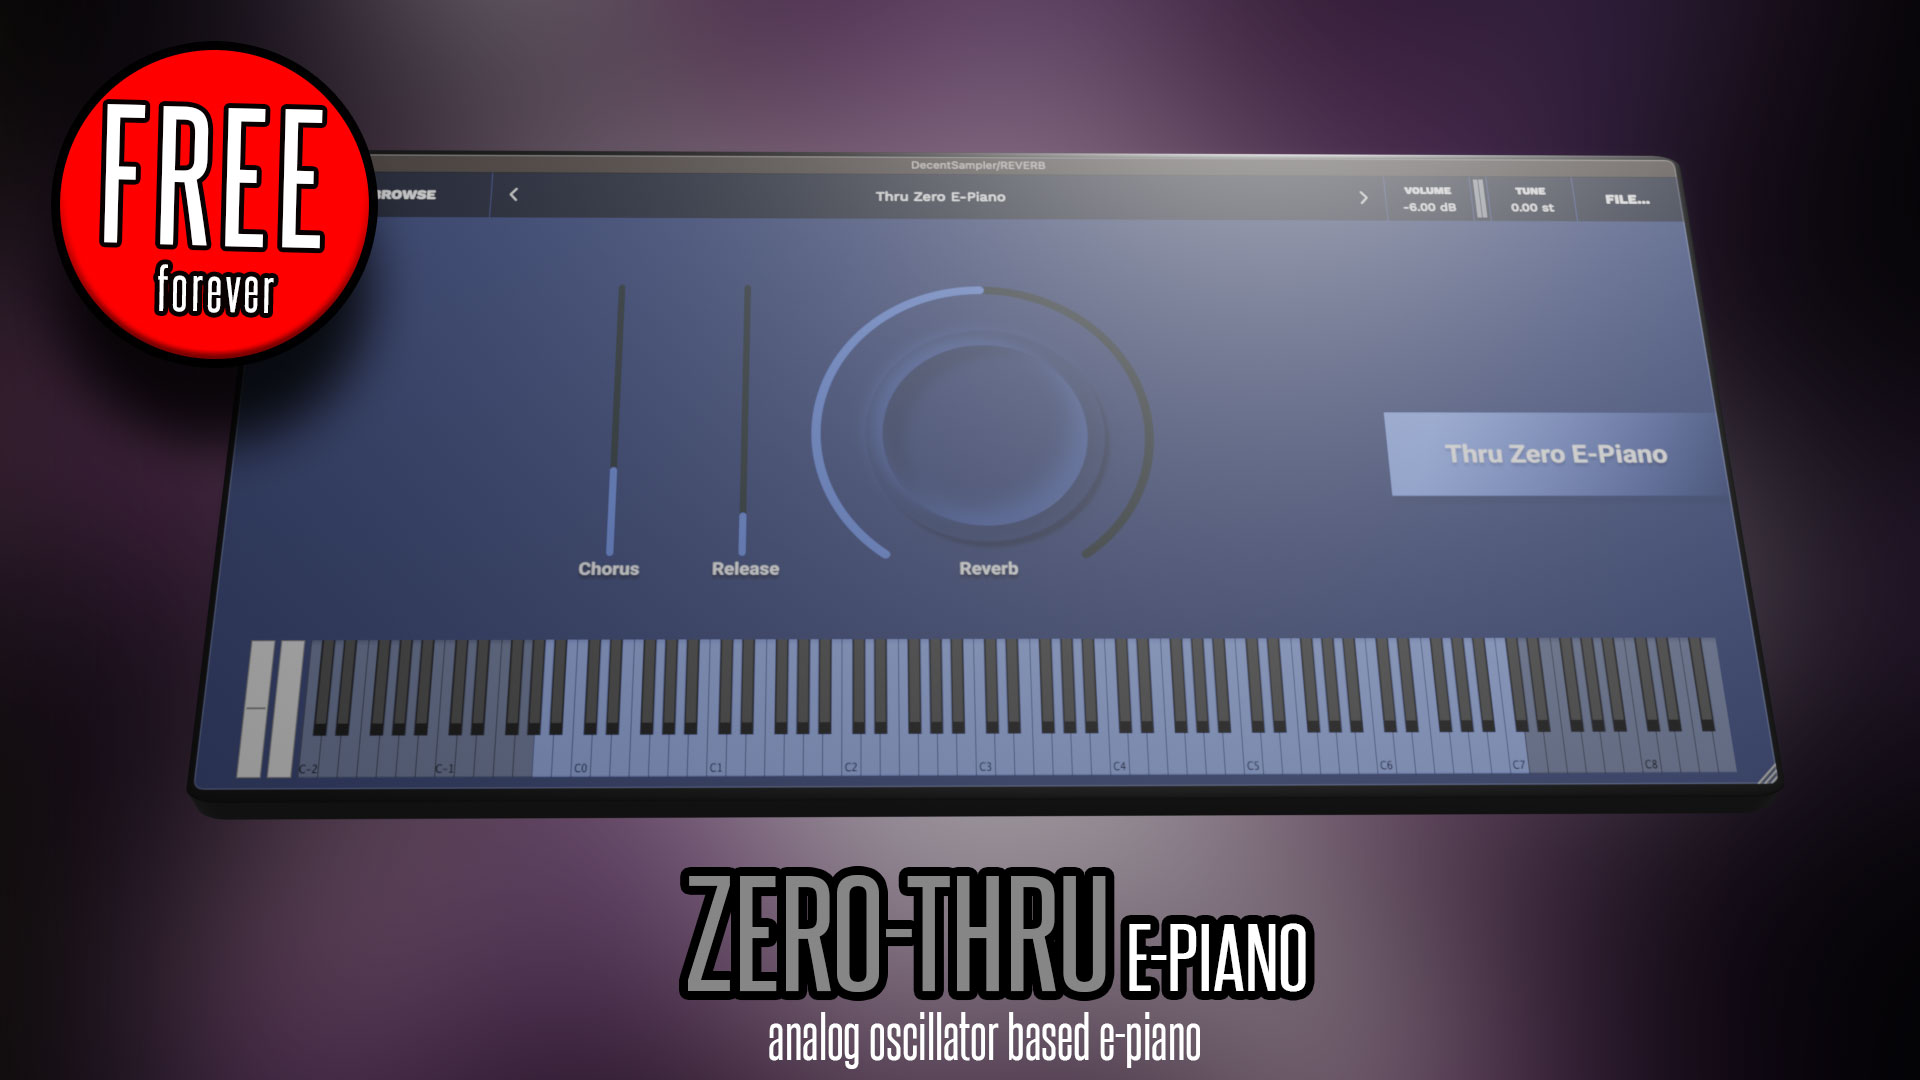 FREE
forever
DecentSampler/REVERB
BROWSE
<
Thru Zero E-Piano
>
VOLUME
-6.00 dB
TUNE
0.00 st
FILE...
Thru Zero E-Piano
Chorus
Release
Reverb
C-2 C-1 C0 C1 C2 C3 C4 C5 C6 C7 C8
ZERO-THRU E-PIANO
analog oscillator based e-piano